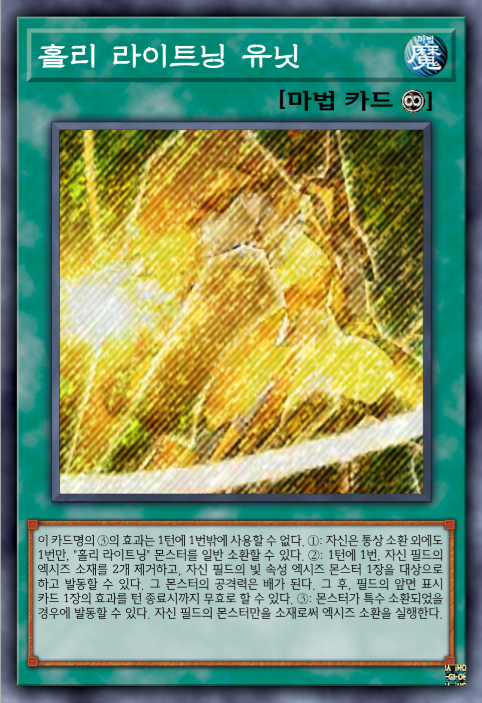 홀리 라이트닝 유닛
마법
魔
[마법 카드 ♾]
이 카드명의 ③의 효과는 1턴에 1번밖에 사용할 수 없다. ①: 자신은 통상 소환 외에도
1번만, "홀리 라이트닝" 몬스터를 일반 소환할 수 있다. ②: 1턴에 1번, 자신 필드의
엑시즈 소재를 2개 제거하고, 자신 필드의 빛 속성 엑시즈 몬스터 1장을 대상으로
하고 발동할 수 있다. 그 몬스터의 공격력은 배가 된다. 그 후, 필드의 앞면 표시
카드 1장의 효과를 턴 종료시까지 무효로 할 수 있다. ③: 몬스터가 특수 소환되었을
경우에 발동할 수 있다. 자신 필드의 몬스터만을 소재로써 엑시즈 소환을 실행한다.